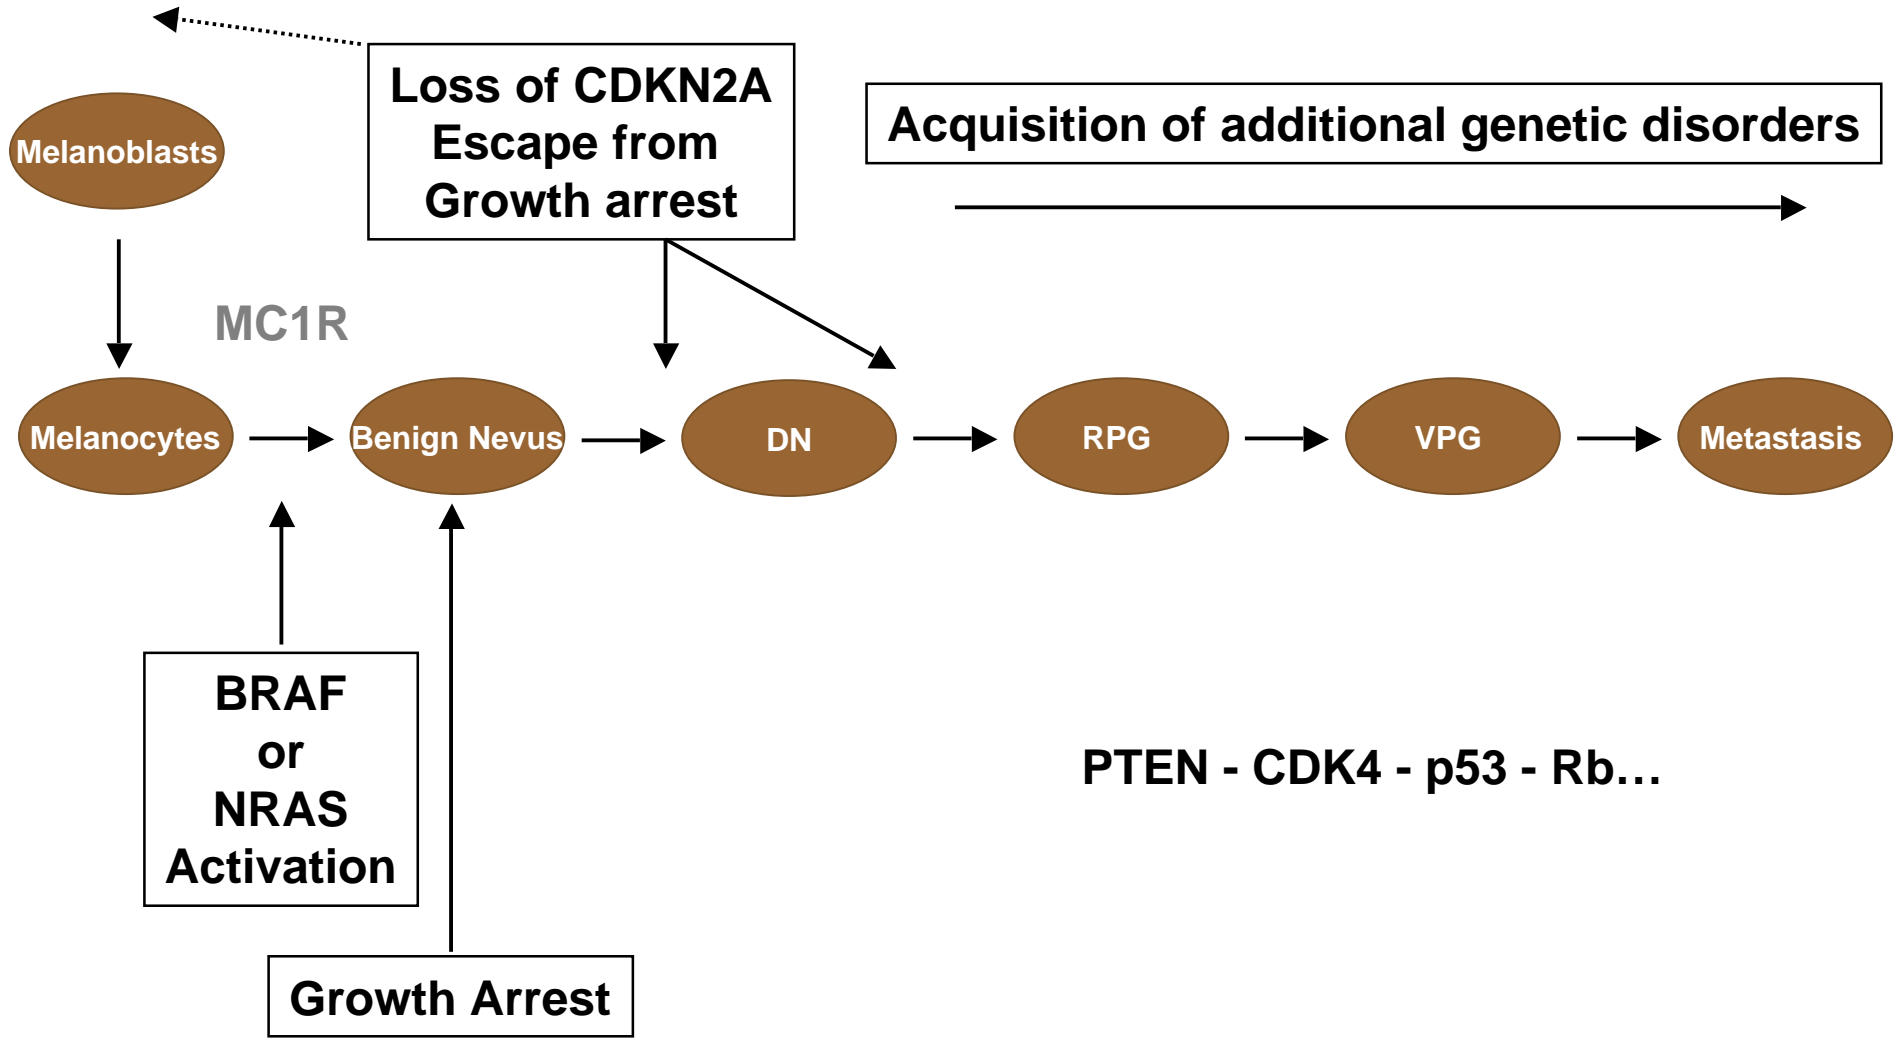 Loss of CDKN2A
Escape from
Growth arrest
Acquisition of additional genetic disorders
Melanoblasts
MC1R
Melanocytes
Benign Nevus
DN
RPG
VPG
Metastasis
BRAF
or
NRAS
Activation
PTEN - CDK4 - p53 - Rb…
Growth Arrest